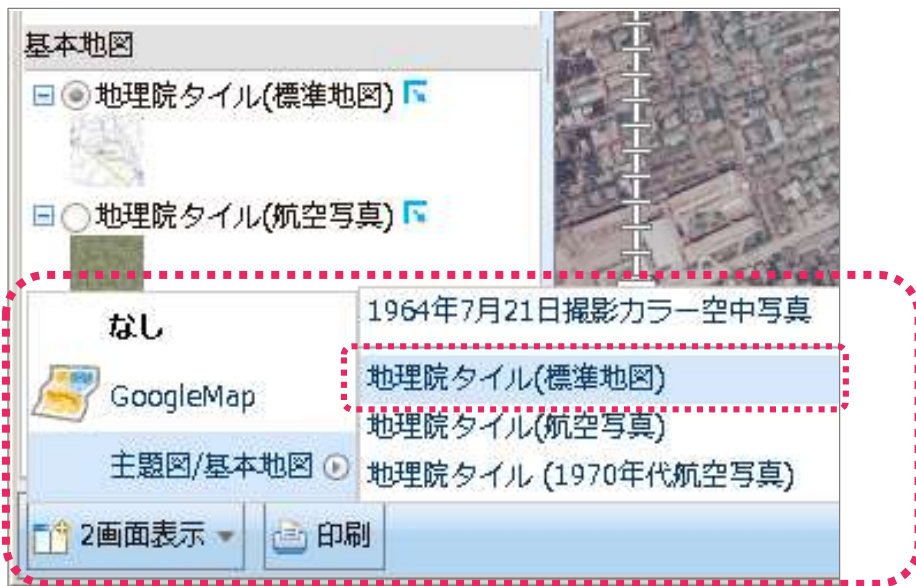 基本地図
地理院タイル(標準地図)
地理院タイル(航空写真)
なし
GoogleMap
主題図/基本地図
1964年7月21日撮影カラー空中写真
地理院タイル(標準地図)
地理院タイル(航空写真)
地理院タイル (1970年代航空写真)
2画面表示
印刷